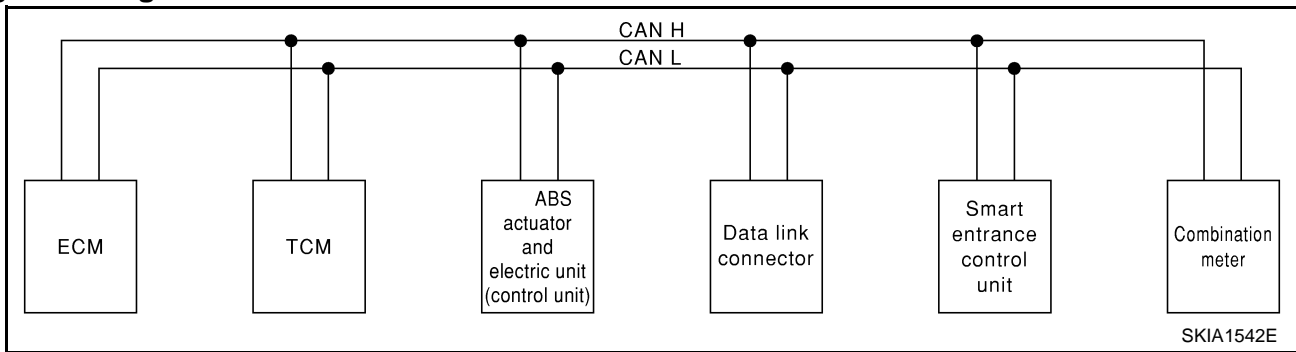 CAN H
CAN L
ECM
TCM
ABS
actuator
and
electric unit
(control unit)
Data link
connector
Smart
entrance
control
unit
Combination
meter
SKIA1542E